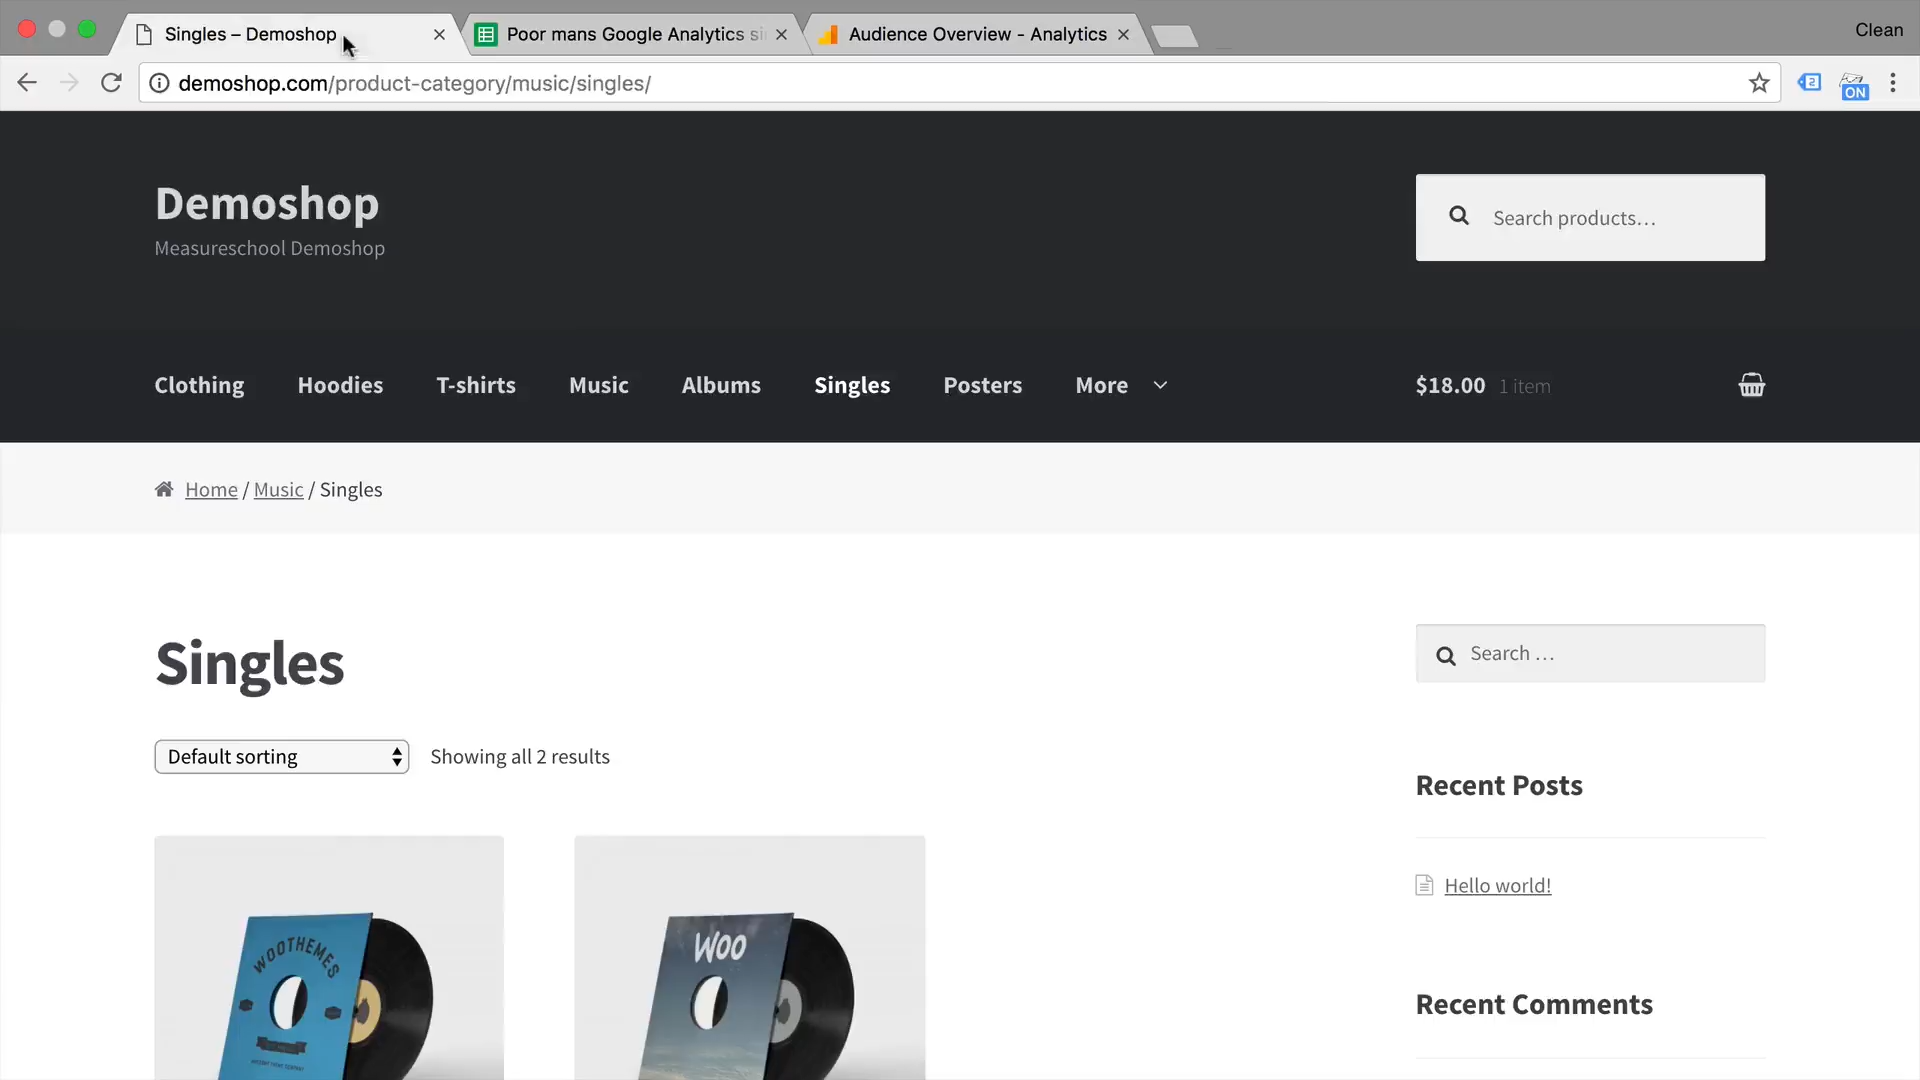 Singles – Demoshop
Poor mans Google Analytics si
Audience Overview - Analytics
Clean
demoshop.com/product-category/music/singles/
2
ON
Demoshop
Measureschool Demoshop
Search products…
Clothing
Hoodies
T-shirts
Music
Albums
Singles
Posters
More
$18.00 1 item
Home / Music / Singles
Singles
Default sorting
Showing all 2 results
Search …
Recent Posts
Hello world!
Recent Comments
WOOTHEMES
WOO